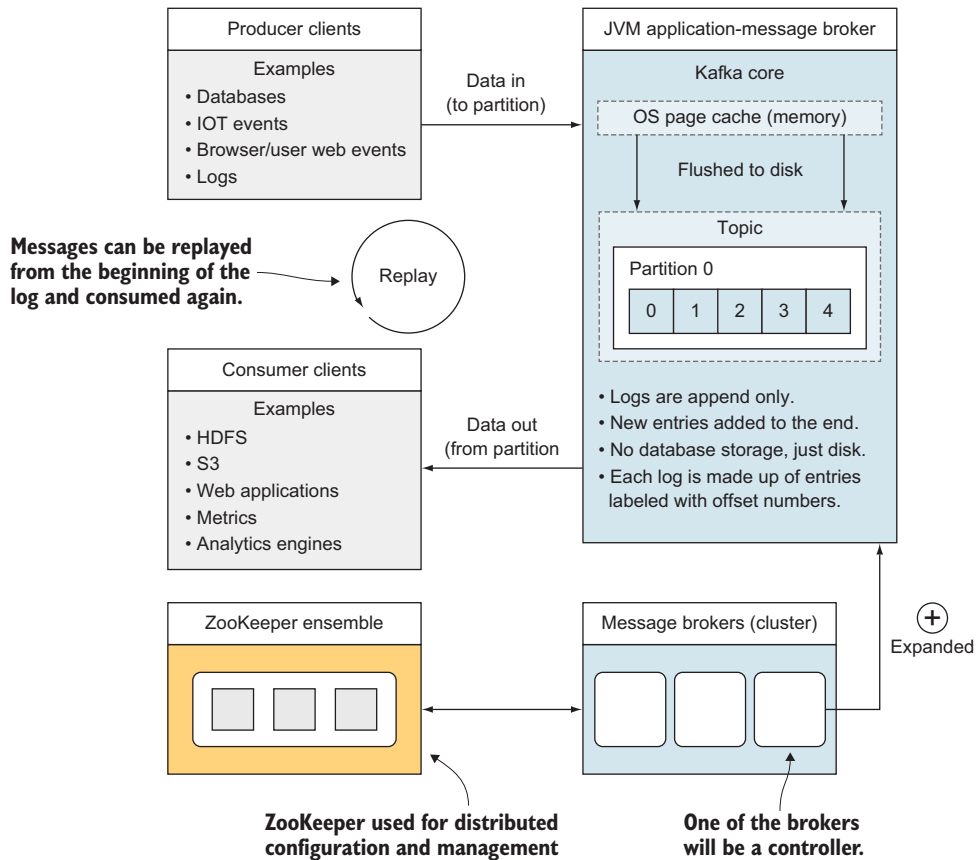 Producer clients
Examples
• Databases
• IOT events
• Browser/user web events
• Logs
Data in
(to partition)
JVM application-message broker
Kafka core
OS page cache (memory)
Flushed to disk
Topic
Partition 0
0 1 2 3 4
• Logs are append only.
• New entries added to the end.
• No database storage, just disk.
• Each log is made up of entries
labeled with offset numbers.
Messages can be replayed
from the beginning of the
log and consumed again.
Replay
Consumer clients
Examples
• HDFS
• S3
• Web applications
• Metrics
• Analytics engines
Data out
(from partition
ZooKeeper ensemble
Message brokers (cluster)
+
Expanded
ZooKeeper used for distributed
configuration and management
One of the brokers
will be a controller.